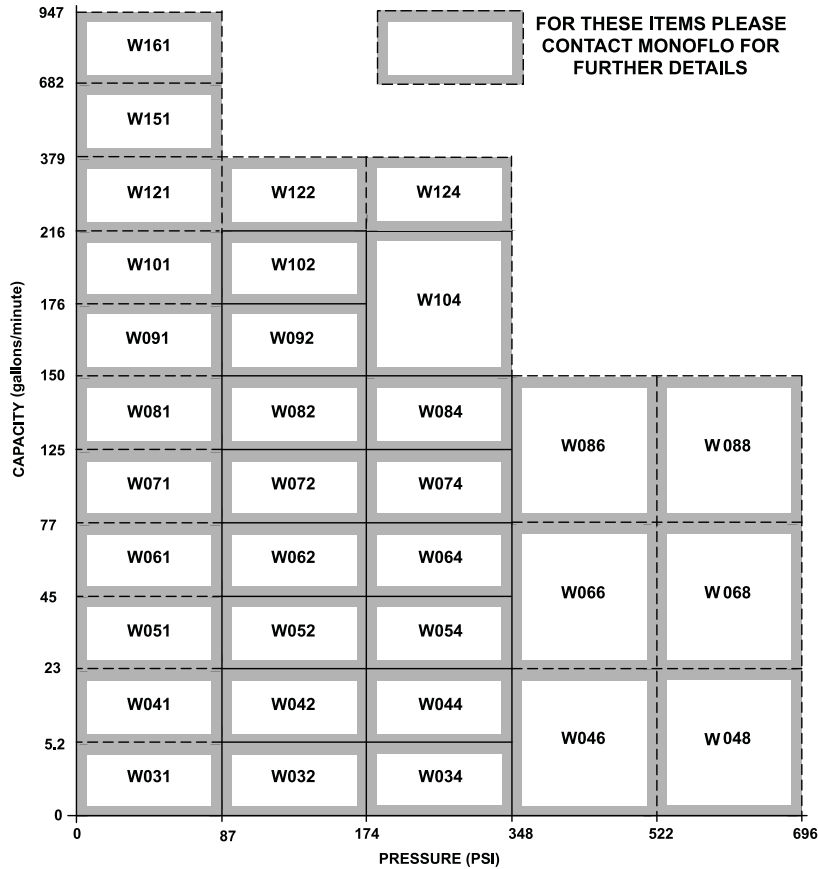 947
FOR THESE ITEMS PLEASE
CONTACT MONOFLO FOR
FURTHER DETAILS
W161
682
W151
379
W121 W122 W124
216
W101 W102
W104
176
W091 W092
150
W081 W082 W084
W086 W088
125
W071 W072 W074
77
W061 W062 W064
W066 W068
45
W051 W052 W054
23
W041 W042 W044
W046 W048
5,2
W031 W032 W034
0
0 87 174 348 522 696
CAPACITY (gallons/minute)
PRESSURE (PSI)